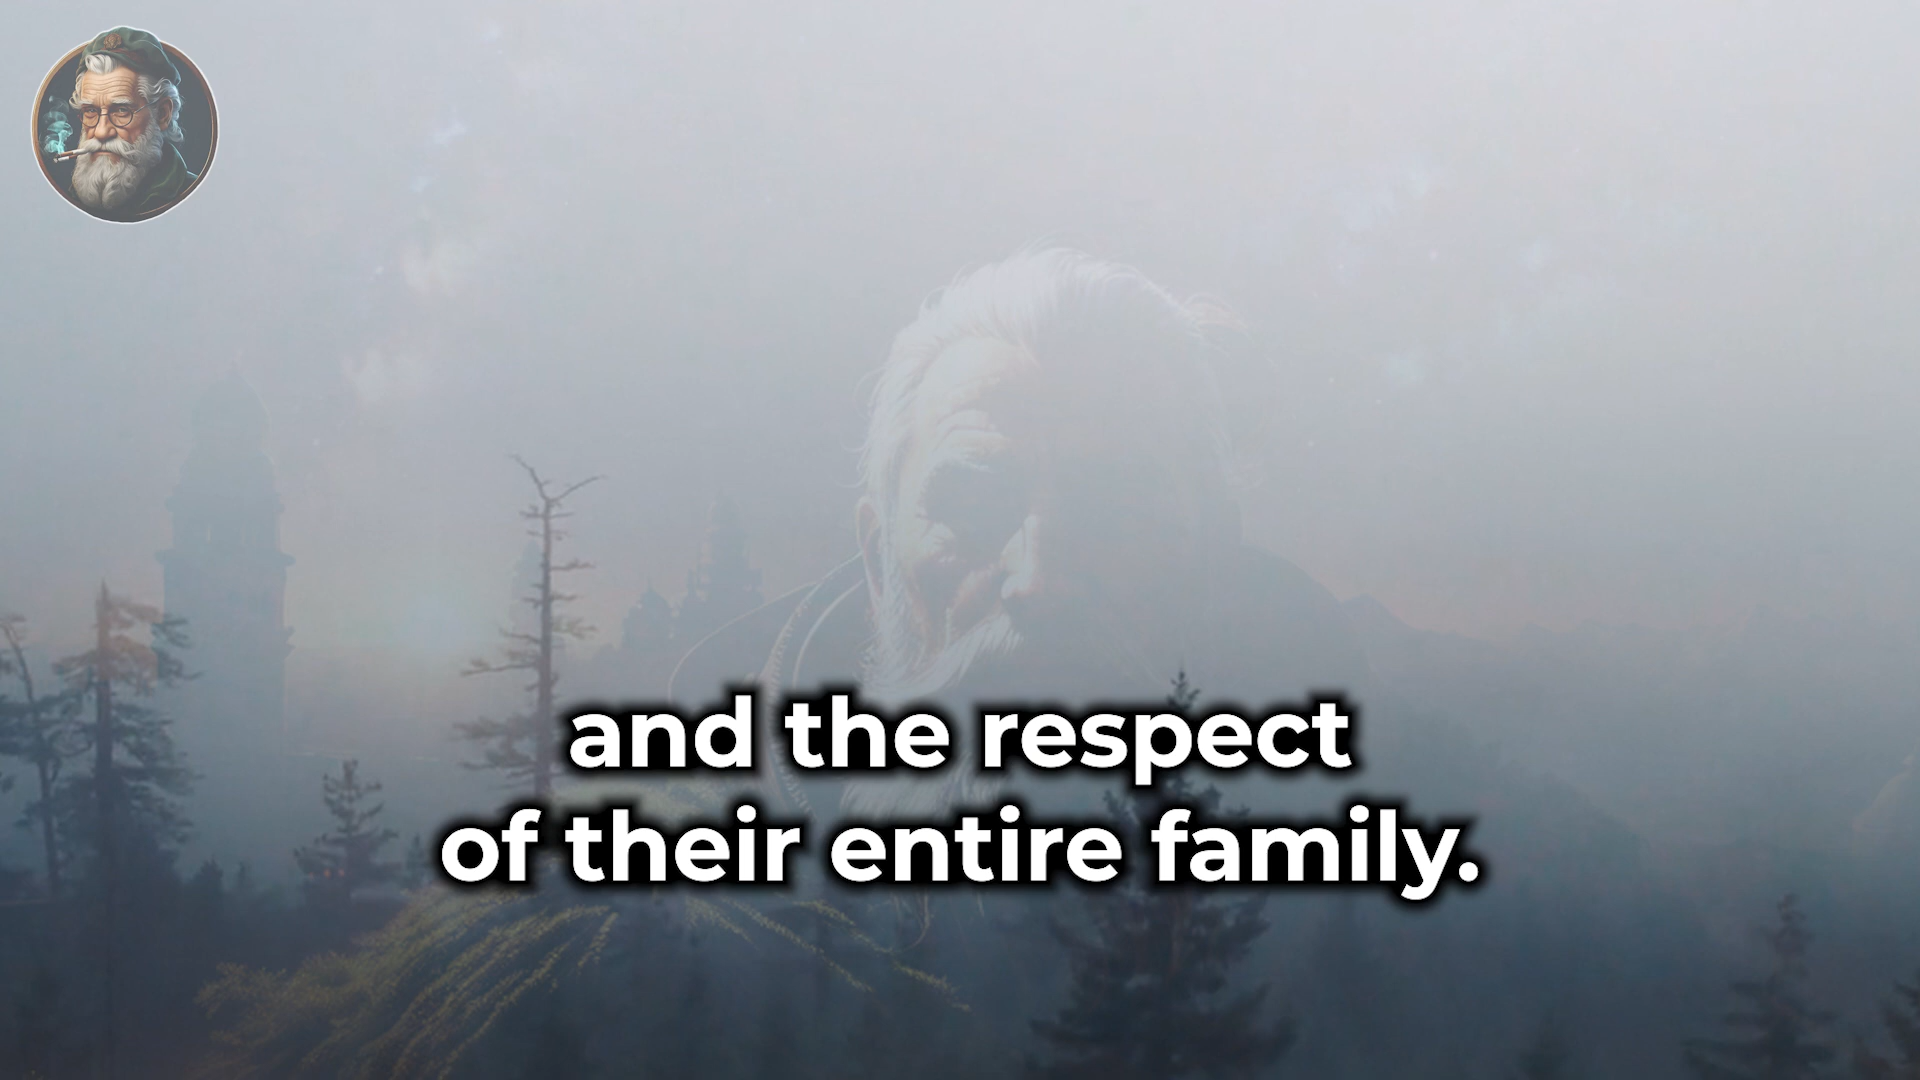 and the respect
of their entire family.